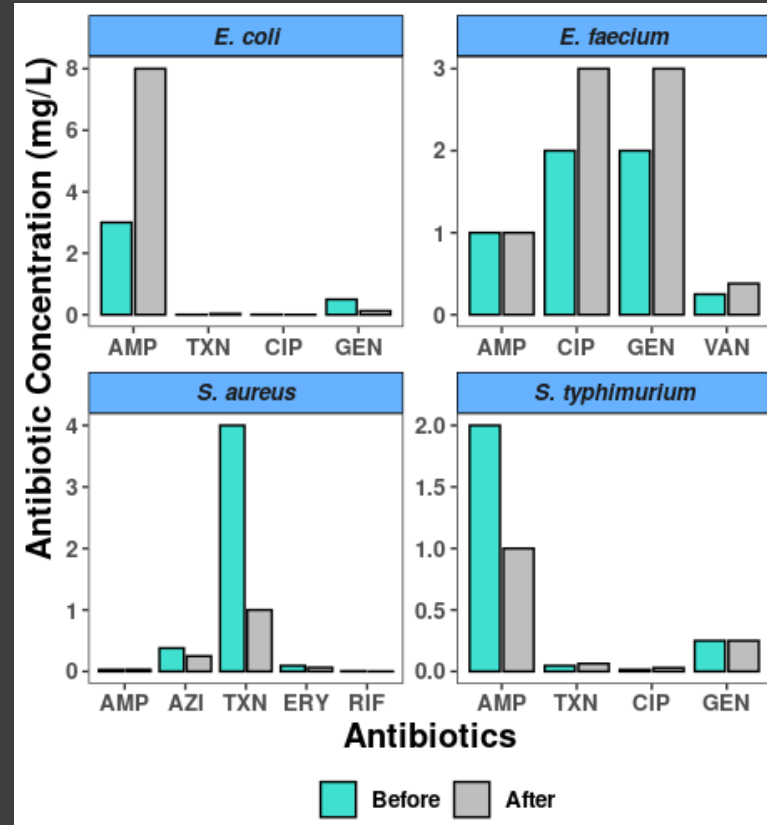 Antibiotic Concentration (mg/L)
E. coli
8
6
4
2
0
AMP TXN CIP GEN
E. faecium
3
2
1
0
AMP CIP GEN VAN
S. aureus
4
3
2
1
0
AMP AZI TXN ERY RIF
S. typhimurium
2.0
1.5
1.0
0.5
0.0
AMP TXN CIP GEN
Antibiotics
Before After